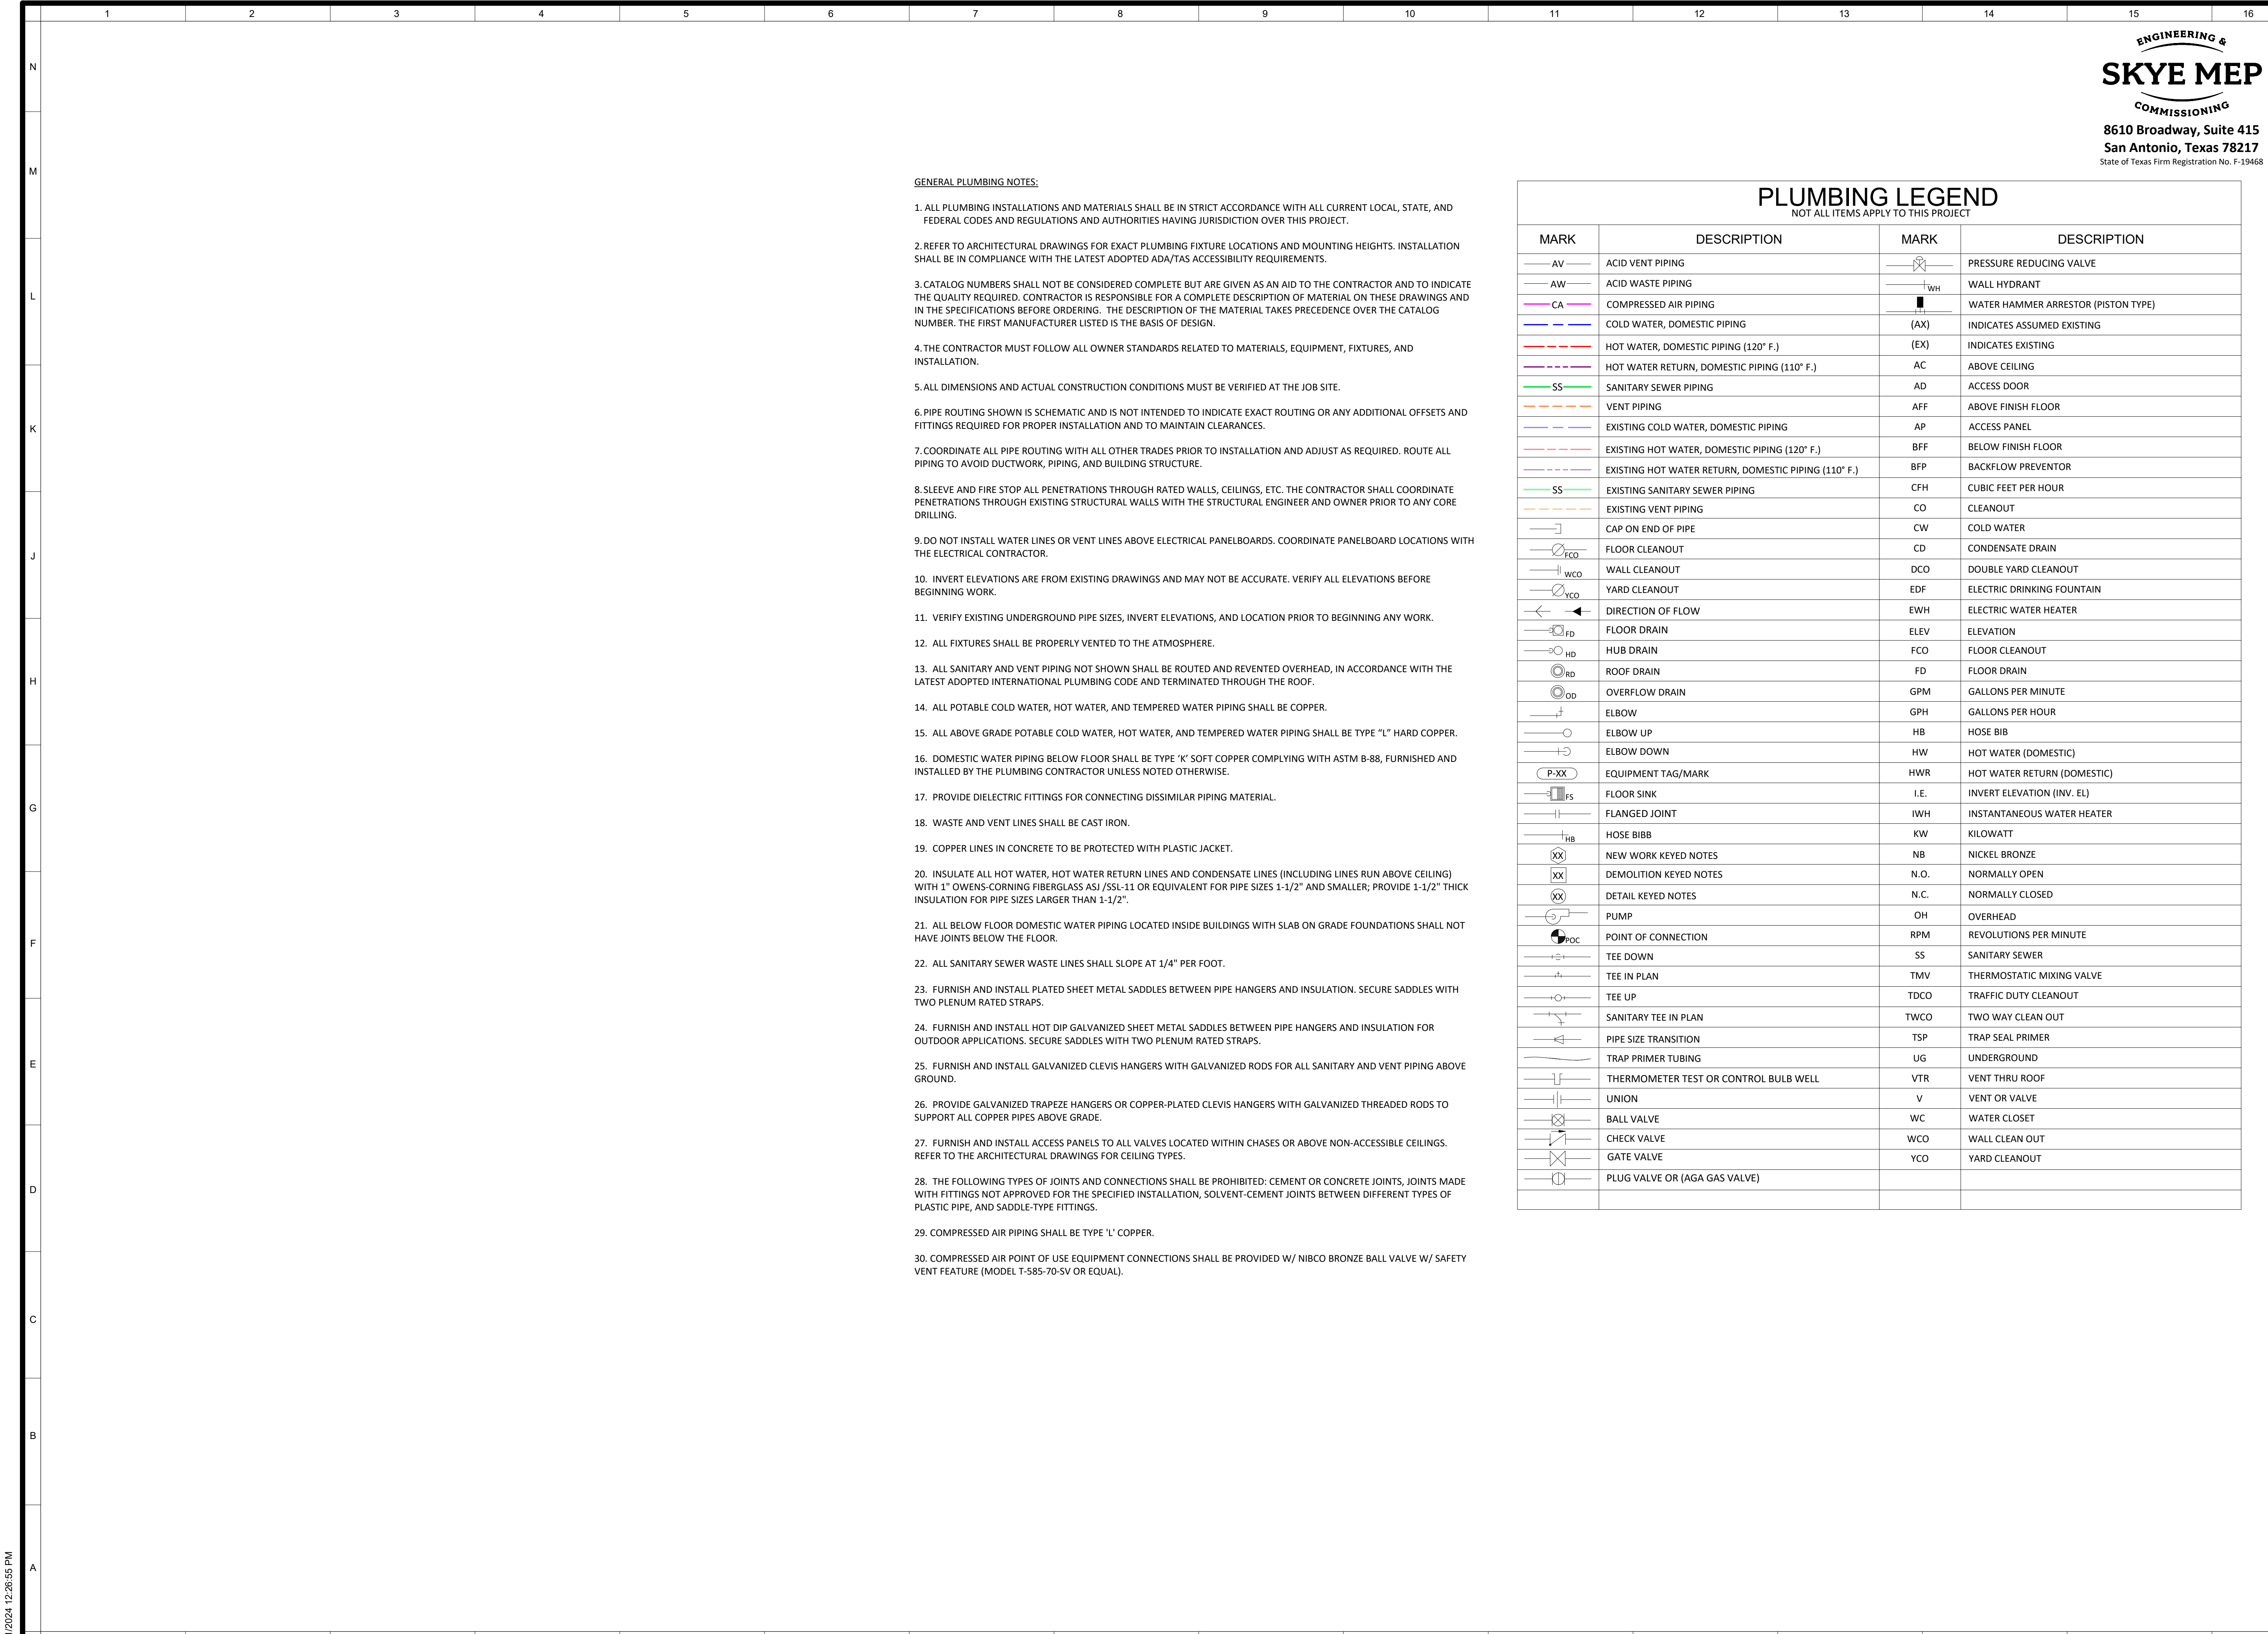 1 2 3 4 5 6 7 8 9 10 11 12 13 14 15 16
N
M
L
K
J
H
G
F
E
D
C
B
A
/2024 12:26:55 PM
ENGINEERING &
SKYE MEP
COMMISSIONING
8610 Broadway, Suite 415
San Antonio, Texas 78217
State of Texas Firm Registration No. F-19468
GENERAL PLUMBING NOTES:
1. ALL PLUMBING INSTALLATIONS AND MATERIALS SHALL BE IN STRICT ACCORDANCE WITH ALL CURRENT LOCAL, STATE, AND
FEDERAL CODES AND REGULATIONS AND AUTHORITIES HAVING JURISDICTION OVER THIS PROJECT.
2. REFER TO ARCHITECTURAL DRAWINGS FOR EXACT PLUMBING FIXTURE LOCATIONS AND MOUNTING HEIGHTS. INSTALLATION
SHALL BE IN COMPLIANCE WITH THE LATEST ADOPTED ADA/TAS ACCESSIBILITY REQUIREMENTS.
3. CATALOG NUMBERS SHALL NOT BE CONSIDERED COMPLETE BUT ARE GIVEN AS AN AID TO THE CONTRACTOR AND TO INDICATE
THE QUALITY REQUIRED. CONTRACTOR IS RESPONSIBLE FOR A COMPLETE DESCRIPTION OF MATERIAL ON THESE DRAWINGS AND
IN THE SPECIFICATIONS BEFORE ORDERING. THE DESCRIPTION OF THE MATERIAL TAKES PRECEDENCE OVER THE CATALOG
NUMBER. THE FIRST MANUFACTURER LISTED IS THE BASIS OF DESIGN.
4. THE CONTRACTOR MUST FOLLOW ALL OWNER STANDARDS RELATED TO MATERIALS, EQUIPMENT, FIXTURES, AND
INSTALLATION.
5. ALL DIMENSIONS AND ACTUAL CONSTRUCTION CONDITIONS MUST BE VERIFIED AT THE JOB SITE.
6. PIPE ROUTING SHOWN IS SCHEMATIC AND IS NOT INTENDED TO INDICATE EXACT ROUTING OR ANY ADDITIONAL OFFSETS AND
FITTINGS REQUIRED FOR PROPER INSTALLATION AND TO MAINTAIN CLEARANCES.
7. COORDINATE ALL PIPE ROUTING WITH ALL OTHER TRADES PRIOR TO INSTALLATION AND ADJUST AS REQUIRED. ROUTE ALL
PIPING TO AVOID DUCTWORK, PIPING, AND BUILDING STRUCTURE.
8. SLEEVE AND FIRE STOP ALL PENETRATIONS THROUGH RATED WALLS, CEILINGS, ETC. THE CONTRACTOR SHALL COORDINATE
PENETRATIONS THROUGH EXISTING STRUCTURAL WALLS WITH THE STRUCTURAL ENGINEER AND OWNER PRIOR TO ANY CORE
DRILLING.
9. DO NOT INSTALL WATER LINES OR VENT LINES ABOVE ELECTRICAL PANELBOARDS. COORDINATE PANELBOARD LOCATIONS WITH
THE ELECTRICAL CONTRACTOR.
10. INVERT ELEVATIONS ARE FROM EXISTING DRAWINGS AND MAY NOT BE ACCURATE. VERIFY ALL ELEVATIONS BEFORE
BEGINNING WORK.
11. VERIFY EXISTING UNDERGROUND PIPE SIZES, INVERT ELEVATIONS, AND LOCATION PRIOR TO BEGINNING ANY WORK.
12. ALL FIXTURES SHALL BE PROPERLY VENTED TO THE ATMOSPHERE.
13. ALL SANITARY AND VENT PIPING NOT SHOWN SHALL BE ROUTED AND REVENTED OVERHEAD, IN ACCORDANCE WITH THE
LATEST ADOPTED INTERNATIONAL PLUMBING CODE AND TERMINATED THROUGH THE ROOF.
14. ALL POTABLE COLD WATER, HOT WATER, AND TEMPERED WATER PIPING SHALL BE COPPER.
15. ALL ABOVE GRADE POTABLE COLD WATER, HOT WATER, AND TEMPERED WATER PIPING SHALL BE TYPE “L” HARD COPPER.
16. DOMESTIC WATER PIPING BELOW FLOOR SHALL BE TYPE ‘K’ SOFT COPPER COMPLYING WITH ASTM B-88, FURNISHED AND
INSTALLED BY THE PLUMBING CONTRACTOR UNLESS NOTED OTHERWISE.
17. PROVIDE DIELECTRIC FITTINGS FOR CONNECTING DISSIMILAR PIPING MATERIAL.
18. WASTE AND VENT LINES SHALL BE CAST IRON.
19. COPPER LINES IN CONCRETE TO BE PROTECTED WITH PLASTIC JACKET.
20. INSULATE ALL HOT WATER, HOT WATER RETURN LINES AND CONDENSATE LINES (INCLUDING LINES RUN ABOVE CEILING)
WITH 1" OWENS-CORNING FIBERGLASS ASJ /SSL-11 OR EQUIVALENT FOR PIPE SIZES 1-1/2" AND SMALLER; PROVIDE 1-1/2" THICK
INSULATION FOR PIPE SIZES LARGER THAN 1-1/2".
21. ALL BELOW FLOOR DOMESTIC WATER PIPING LOCATED INSIDE BUILDINGS WITH SLAB ON GRADE FOUNDATIONS SHALL NOT
HAVE JOINTS BELOW THE FLOOR.
22. ALL SANITARY SEWER WASTE LINES SHALL SLOPE AT 1/4" PER FOOT.
23. FURNISH AND INSTALL PLATED SHEET METAL SADDLES BETWEEN PIPE HANGERS AND INSULATION. SECURE SADDLES WITH
TWO PLENUM RATED STRAPS.
24. FURNISH AND INSTALL HOT DIP GALVANIZED SHEET METAL SADDLES BETWEEN PIPE HANGERS AND INSULATION FOR
OUTDOOR APPLICATIONS. SECURE SADDLES WITH TWO PLENUM RATED STRAPS.
25. FURNISH AND INSTALL GALVANIZED CLEVIS HANGERS WITH GALVANIZED RODS FOR ALL SANITARY AND VENT PIPING ABOVE
GROUND.
26. PROVIDE GALVANIZED TRAPEZE HANGERS OR COPPER-PLATED CLEVIS HANGERS WITH GALVANIZED THREADED RODS TO
SUPPORT ALL COPPER PIPES ABOVE GRADE.
27. FURNISH AND INSTALL ACCESS PANELS TO ALL VALVES LOCATED WITHIN CHASES OR ABOVE NON-ACCESSIBLE CEILINGS.
REFER TO THE ARCHITECTURAL DRAWINGS FOR CEILING TYPES.
28. THE FOLLOWING TYPES OF JOINTS AND CONNECTIONS SHALL BE PROHIBITED: CEMENT OR CONCRETE JOINTS, JOINTS MADE
WITH FITTINGS NOT APPROVED FOR THE SPECIFIED INSTALLATION, SOLVENT-CEMENT JOINTS BETWEEN DIFFERENT TYPES OF
PLASTIC PIPE, AND SADDLE-TYPE FITTINGS.
29. COMPRESSED AIR PIPING SHALL BE TYPE 'L' COPPER.
30. COMPRESSED AIR POINT OF USE EQUIPMENT CONNECTIONS SHALL BE PROVIDED W/ NIBCO BRONZE BALL VALVE W/ SAFETY
VENT FEATURE (MODEL T-585-70-SV OR EQUAL).
PLUMBING LEGEND
NOT ALL ITEMS APPLY TO THIS PROJECT
MARK DESCRIPTION MARK DESCRIPTION
AV ACID VENT PIPING PRESSURE REDUCING VALVE
AW ACID WASTE PIPING WH WALL HYDRANT
CA COMPRESSED AIR PIPING WATER HAMMER ARRESTOR (PISTON TYPE)
COLD WATER, DOMESTIC PIPING (AX) INDICATES ASSUMED EXISTING
HOT WATER, DOMESTIC PIPING (120° F.) (EX) INDICATES EXISTING
HOT WATER RETURN, DOMESTIC PIPING (110° F.) AC ABOVE CEILING
SS SANITARY SEWER PIPING AD ACCESS DOOR
VENT PIPING AFF ABOVE FINISH FLOOR
EXISTING COLD WATER, DOMESTIC PIPING AP ACCESS PANEL
EXISTING HOT WATER, DOMESTIC PIPING (120° F.) BFF BELOW FINISH FLOOR
EXISTING HOT WATER RETURN, DOMESTIC PIPING (110° F.) BFP BACKFLOW PREVENTOR
SS EXISTING SANITARY SEWER PIPING CFH CUBIC FEET PER HOUR
EXISTING VENT PIPING CO CLEANOUT
CAP ON END OF PIPE CW COLD WATER
FCO FLOOR CLEANOUT CD CONDENSATE DRAIN
WCO WALL CLEANOUT DCO DOUBLE YARD CLEANOUT
YCO YARD CLEANOUT EDF ELECTRIC DRINKING FOUNTAIN
DIRECTION OF FLOW EWH ELECTRIC WATER HEATER
FD FLOOR DRAIN ELEV ELEVATION
HD HUB DRAIN FCO FLOOR CLEANOUT
RD ROOF DRAIN FD FLOOR DRAIN
OD OVERFLOW DRAIN GPM GALLONS PER MINUTE
ELBOW GPH GALLONS PER HOUR
ELBOW UP HB HOSE BIB
ELBOW DOWN HW HOT WATER (DOMESTIC)
P-XX EQUIPMENT TAG/MARK HWR HOT WATER RETURN (DOMESTIC)
FS FLOOR SINK I.E. INVERT ELEVATION (INV. EL)
FLANGED JOINT IWH INSTANTANEOUS WATER HEATER
HB HOSE BIBB KW KILOWATT
XX NEW WORK KEYED NOTES NB NICKEL BRONZE
XX DEMOLITION KEYED NOTES N.O. NORMALLY OPEN
XX DETAIL KEYED NOTES N.C. NORMALLY CLOSED
PUMP OH OVERHEAD
POC POINT OF CONNECTION RPM REVOLUTIONS PER MINUTE
TEE DOWN SS SANITARY SEWER
TEE IN PLAN TMV THERMOSTATIC MIXING VALVE
TEE UP TDCO TRAFFIC DUTY CLEANOUT
SANITARY TEE IN PLAN TWCO TWO WAY CLEAN OUT
PIPE SIZE TRANSITION TSP TRAP SEAL PRIMER
TRAP PRIMER TUBING UG UNDERGROUND
THERMOMETER TEST OR CONTROL BULB WELL VTR VENT THRU ROOF
UNION V VENT OR VALVE
BALL VALVE WC WATER CLOSET
CHECK VALVE WCO WALL CLEAN OUT
GATE VALVE YCO YARD CLEANOUT
PLUG VALVE OR (AGA GAS VALVE)